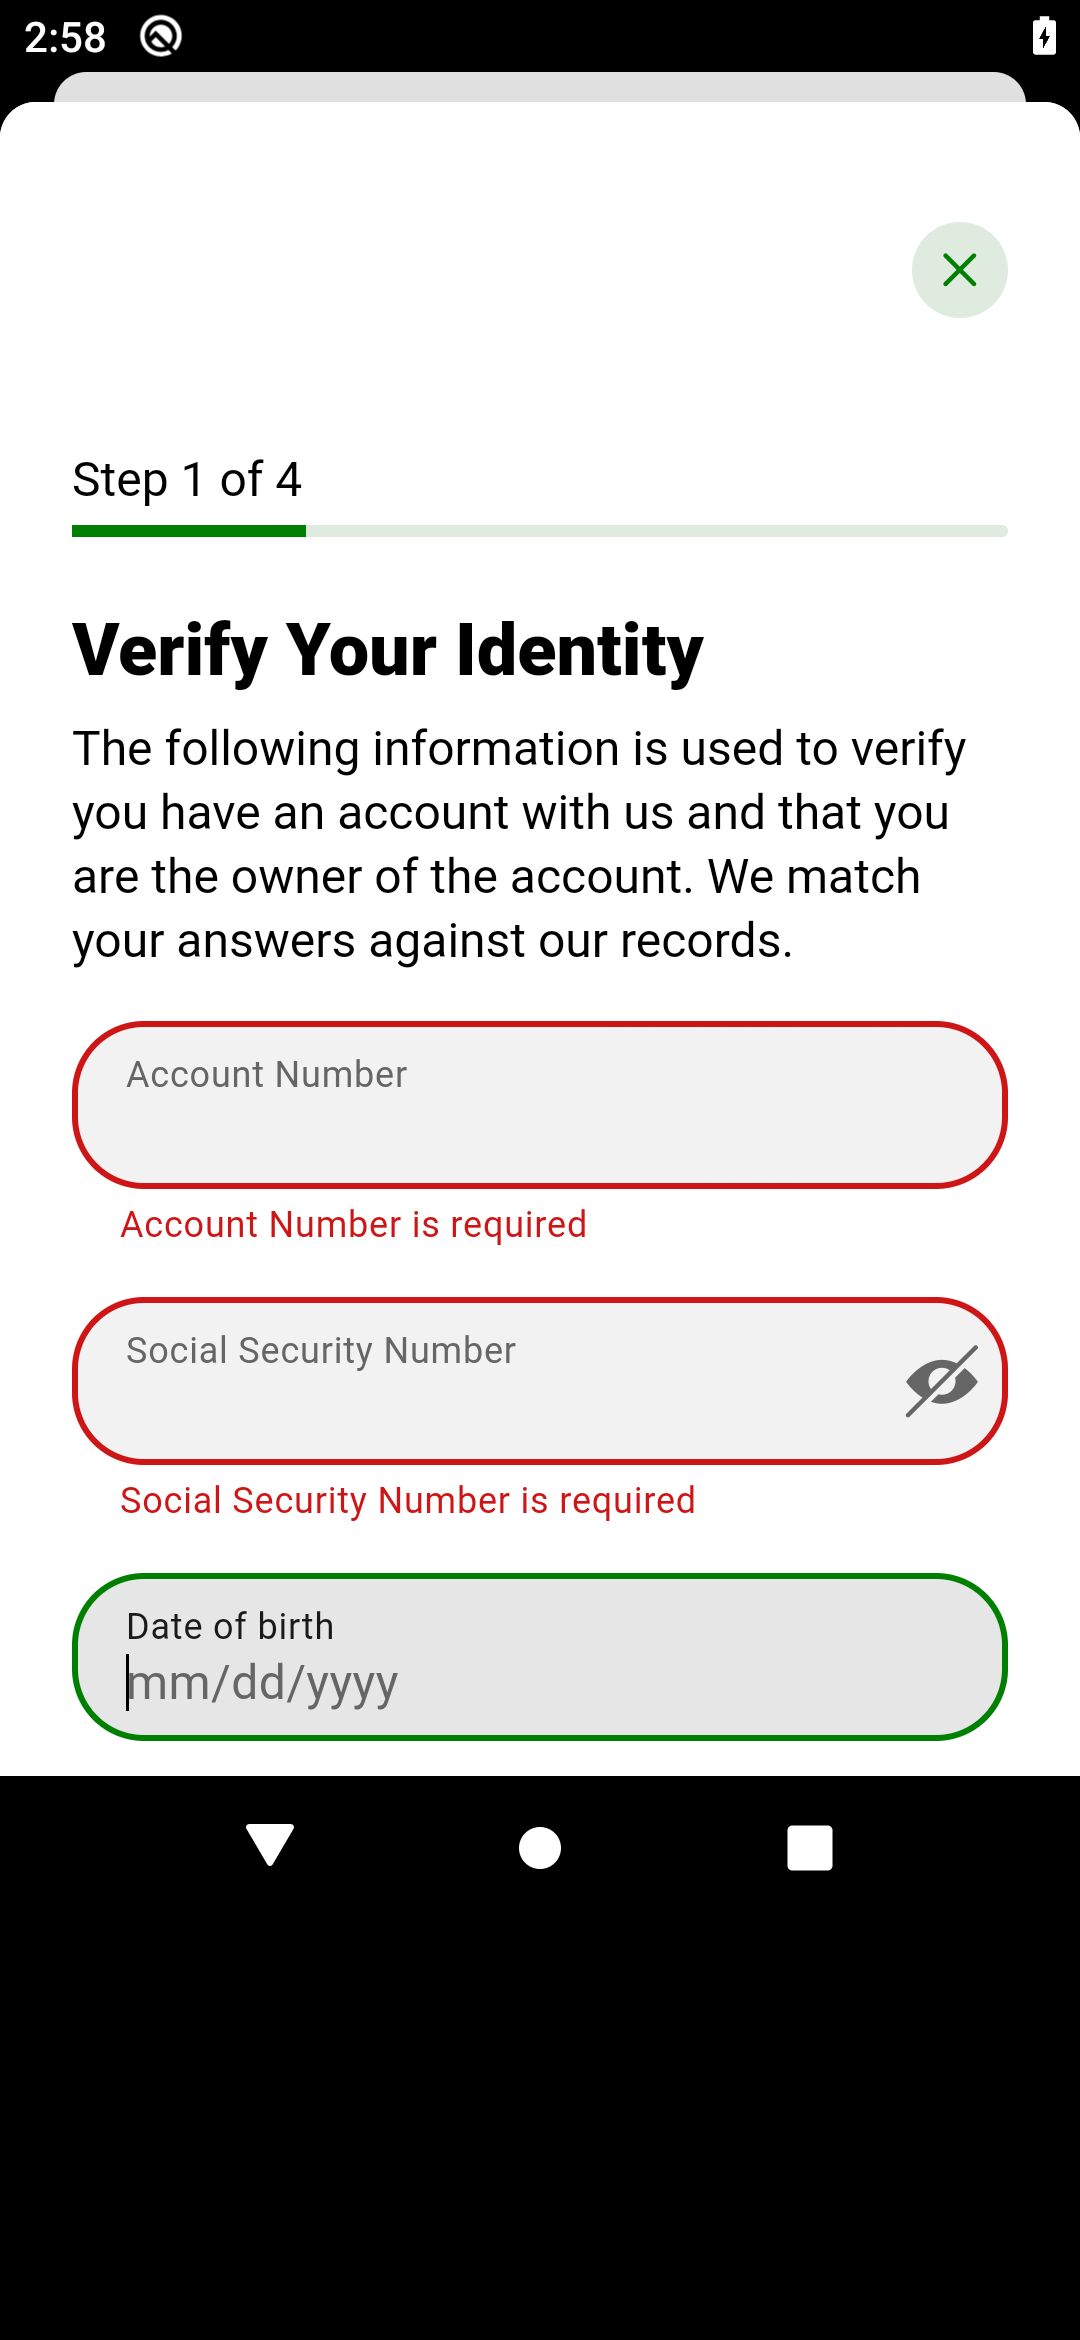 2:58
Step 1 of 4
Verify Your Identity
The following information is used to verify
you have an account with us and that you
are the owner of the account. We match
your answers against our records.
Account Number
Account Number is required
Social Security Number
Social Security Number is required
Date of birth
mm/dd/yyyy